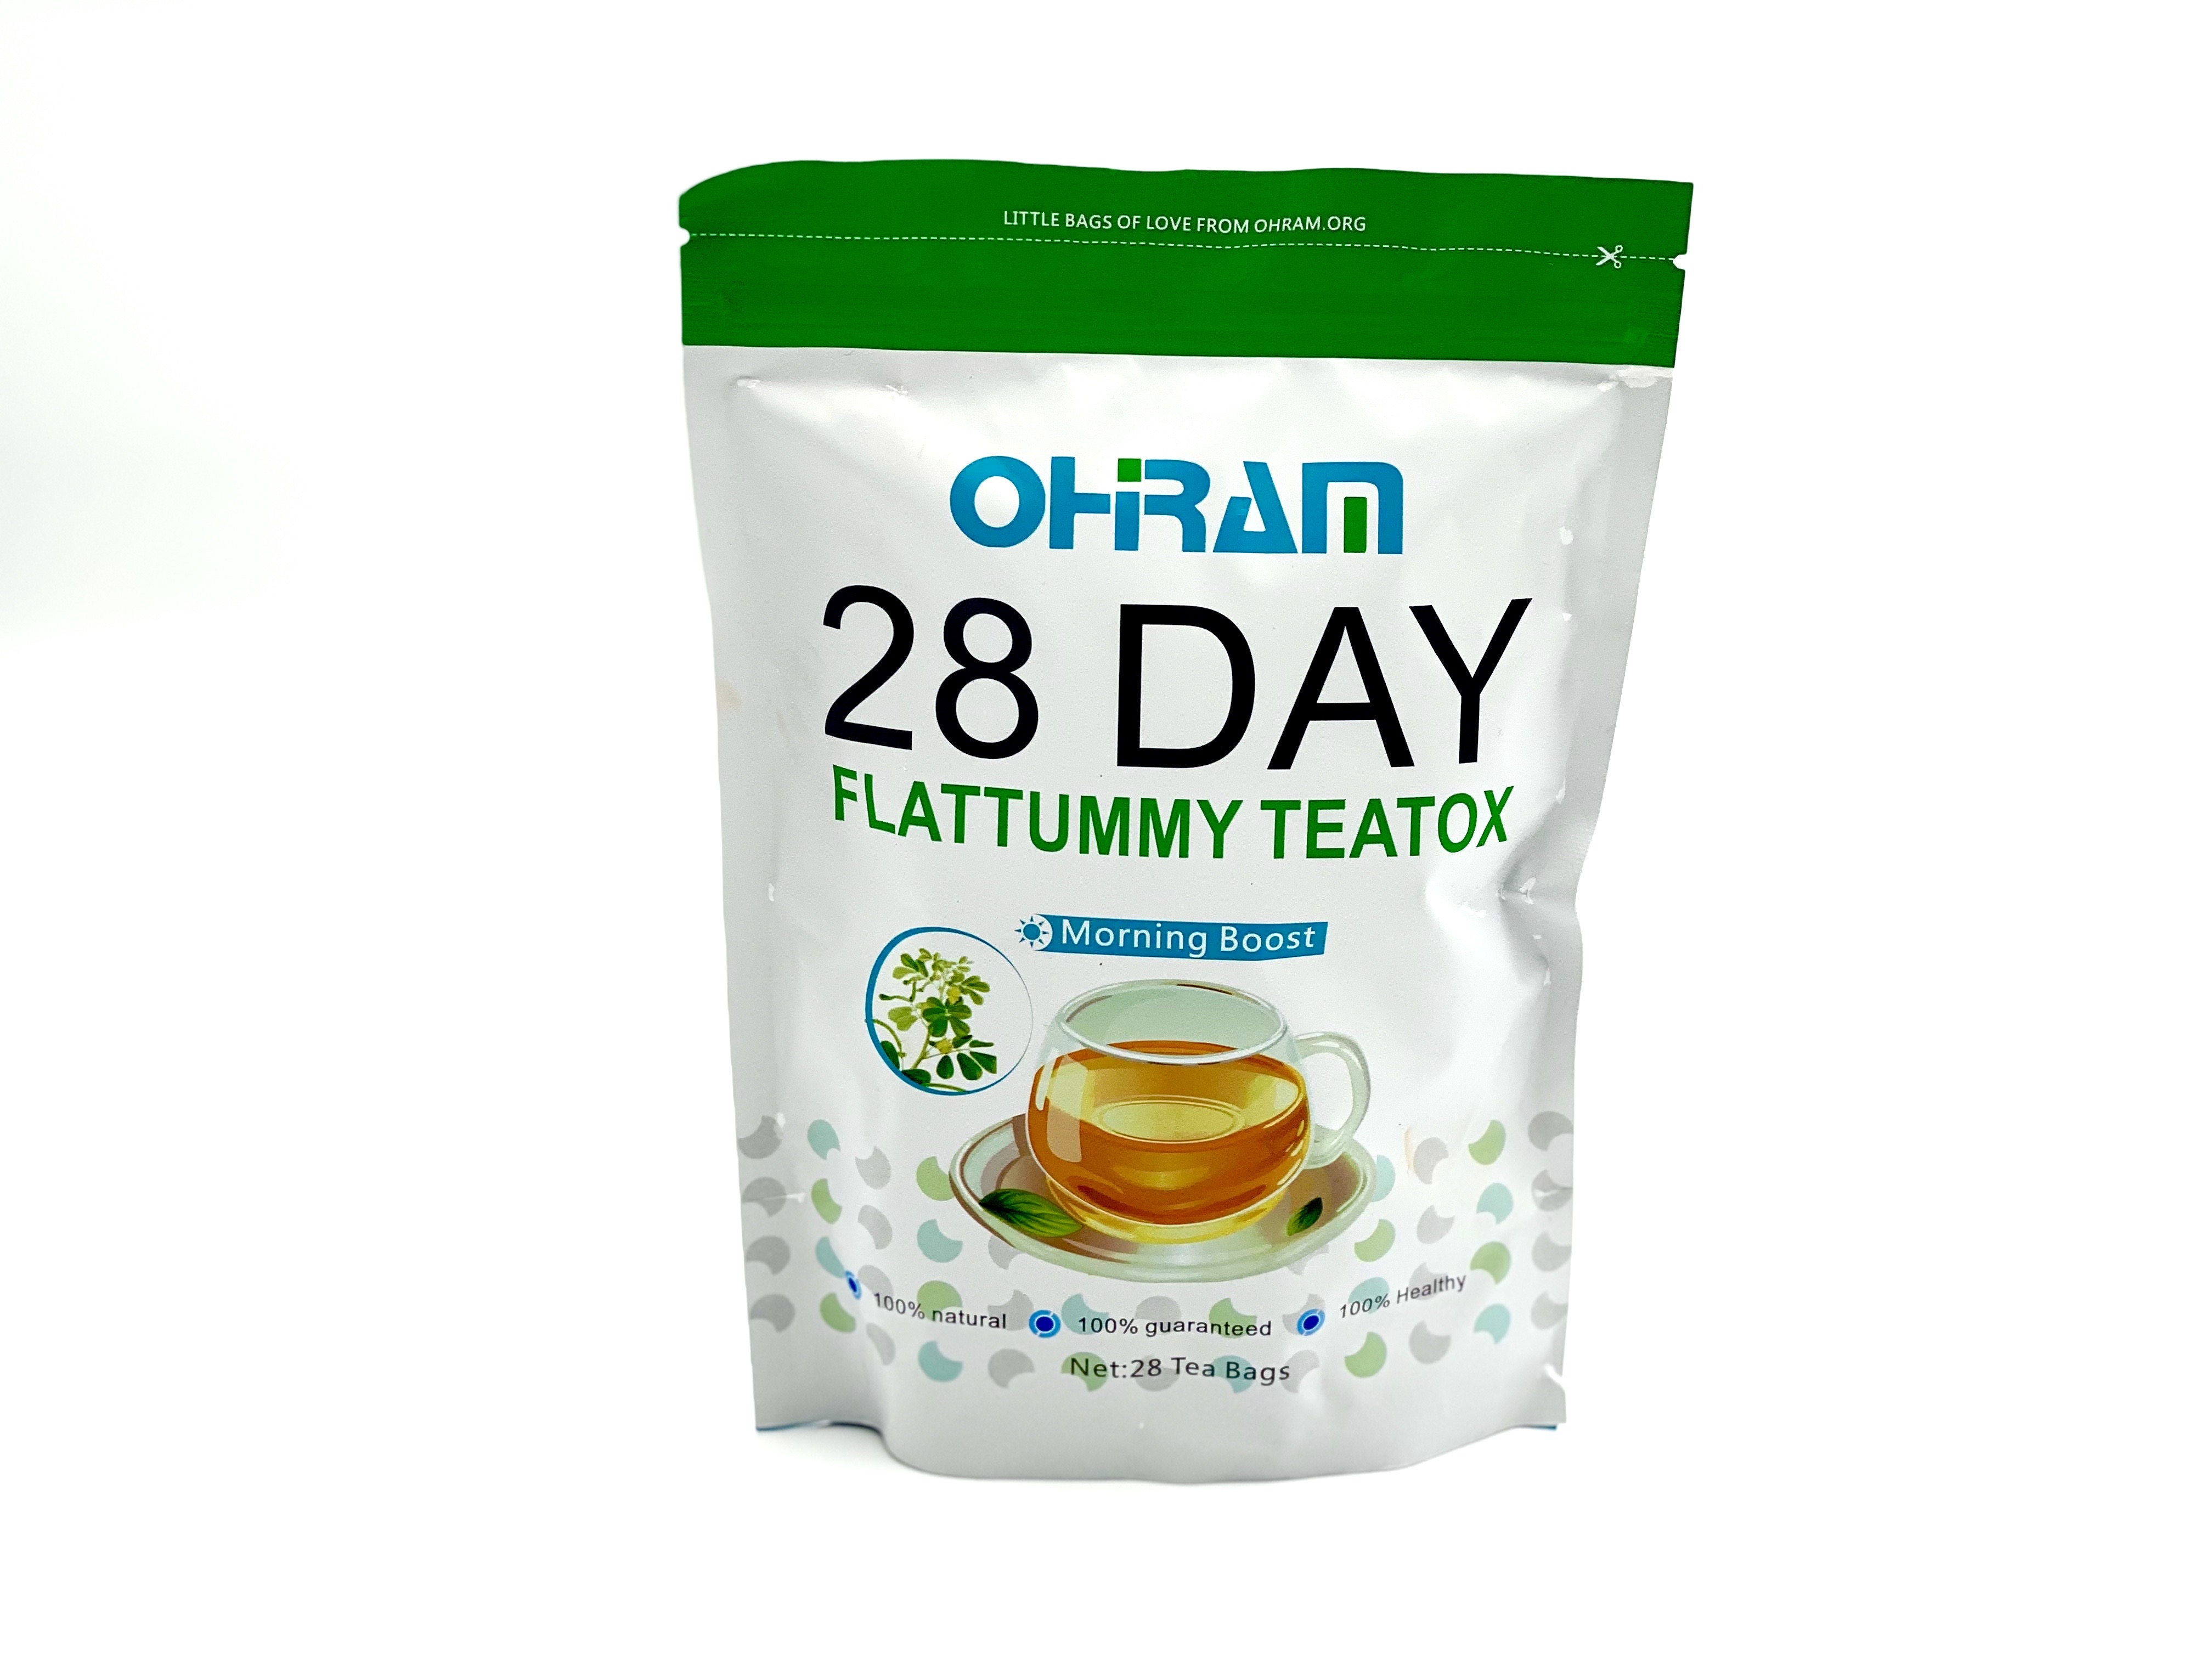 LITTLE BAGS OF LOVE FROM OHRAM.ORG
OHRAM
28 DAY
FLATTUMMY TEATOX
Morning Boost
100% natural 100% guaranteed 100% Healthy
Net:28 Tea Bags